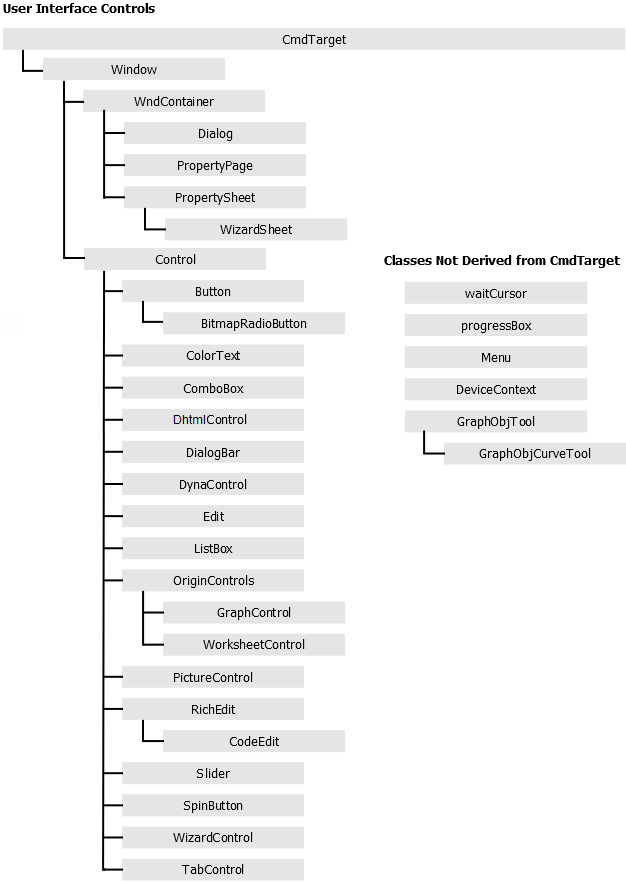 User Interface Controls
CmdTarget
Window
WndContainer
Dialog
PropertyPage
PropertySheet
WizardSheet
Control
Button
BitmapRadioButton
ColorText
ComboBox
DhtmlControl
DialogBar
DynaControl
Edit
ListBox
OriginControls
GraphControl
WorksheetControl
PictureControl
RichEdit
CodeEdit
Slider
SpinButton
WizardControl
TabControl
Classes Not Derived from CmdTarget
waitCursor
progressBox
Menu
DeviceContext
GraphObjTool
GraphObjCurveTool